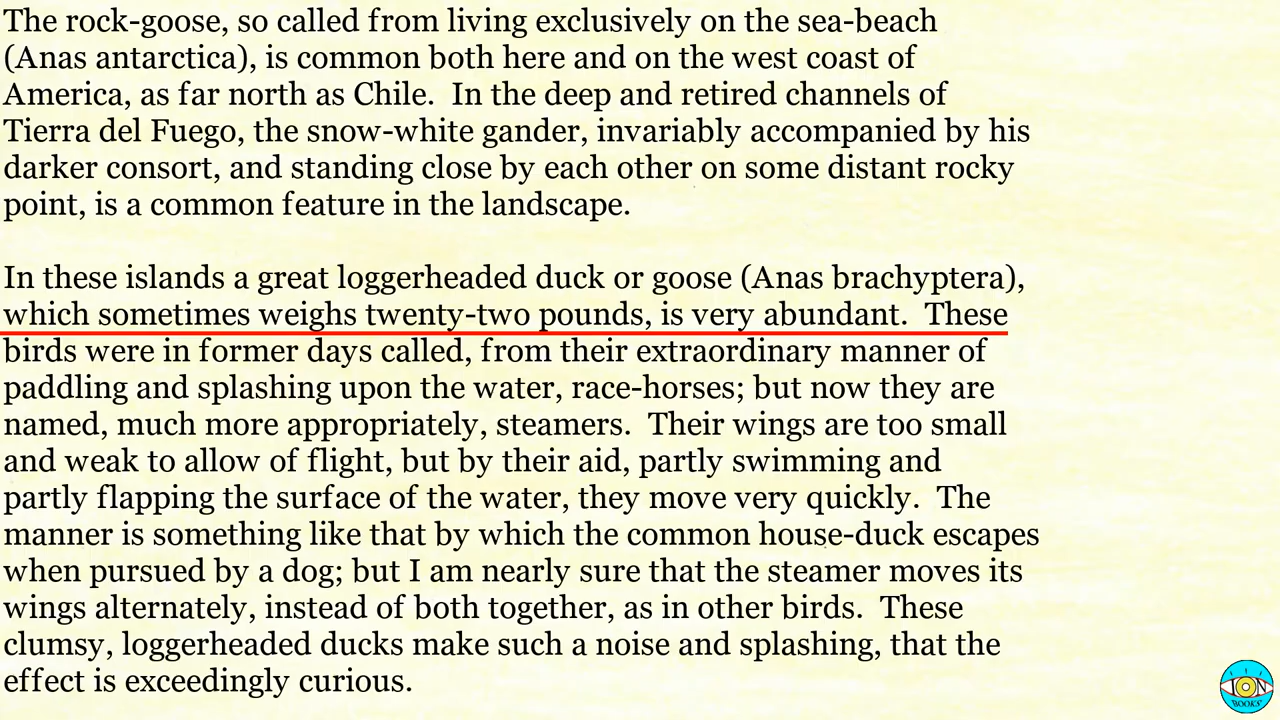 The rock-goose, so called from living exclusively on the sea-beach
(Anas antarctica), is common both here and on the west coast of
America, as far north as Chile.  In the deep and retired channels of
Tierra del Fuego, the snow-white gander, invariably accompanied by his
darker consort, and standing close by each other on some distant rocky
point, is a common feature in the landscape.
In these islands a great loggerheaded duck or goose (Anas brachyptera),
which sometimes weighs twenty-two pounds, is very abundant.  These
birds were in former days called, from their extraordinary manner of
paddling and splashing upon the water, race-horses; but now they are
named, much more appropriately, steamers.  Their wings are too small
and weak to allow of flight, but by their aid, partly swimming and
partly flapping the surface of the water, they move very quickly.  The
manner is something like that by which the common house-duck escapes
when pursued by a dog; but I am nearly sure that the steamer moves its
wings alternately, instead of both together, as in other birds.  These
clumsy, loggerheaded ducks make such a noise and splashing, that the
effect is exceedingly curious.
ION
BOOKS